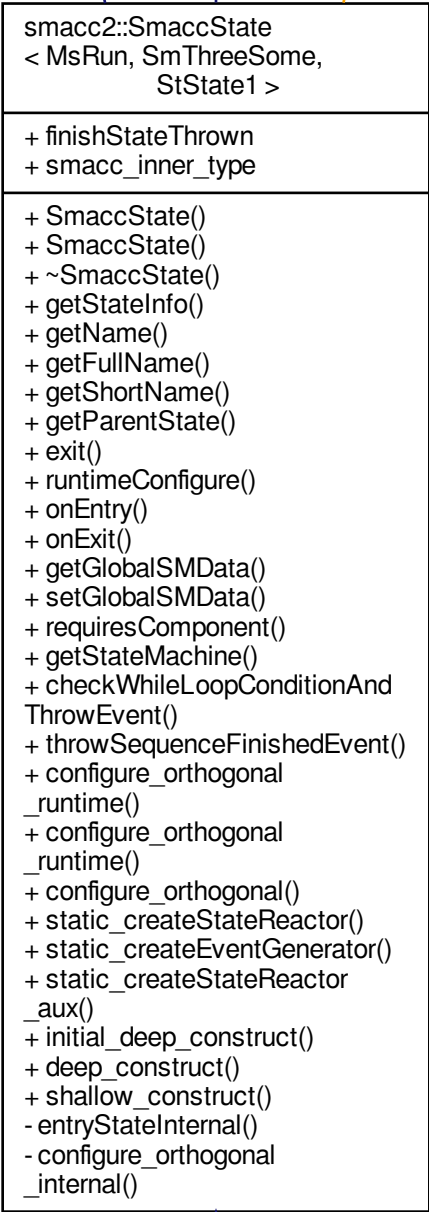 smacc2::SmaccState
< MsRun, SmThreeSome,
StState1 >
+ finishStateThrown
+ smacc_inner_type
+ SmaccState()
+ SmaccState()
+ ~SmaccState()
+ getStateInfo()
+ getName()
+ getFullName()
+ getShortName()
+ getParentState()
+ exit()
+ runtimeConfigure()
+ onEntry()
+ onExit()
+ getGlobalSMData()
+ setGlobalSMData()
+ requiresComponent()
+ getStateMachine()
+ checkWhileLoopConditionAnd
ThrowEvent()
+ throwSequenceFinishedEvent()
+ configure_orthogonal
_runtime()
+ configure_orthogonal
_runtime()
+ configure_orthogonal()
+ static_createStateReactor()
+ static_createEventGenerator()
+ static_createStateReactor
_aux()
+ initial_deep_construct()
+ deep_construct()
+ shallow_construct()
- entryStateInternal()
- configure_orthogonal
_internal()